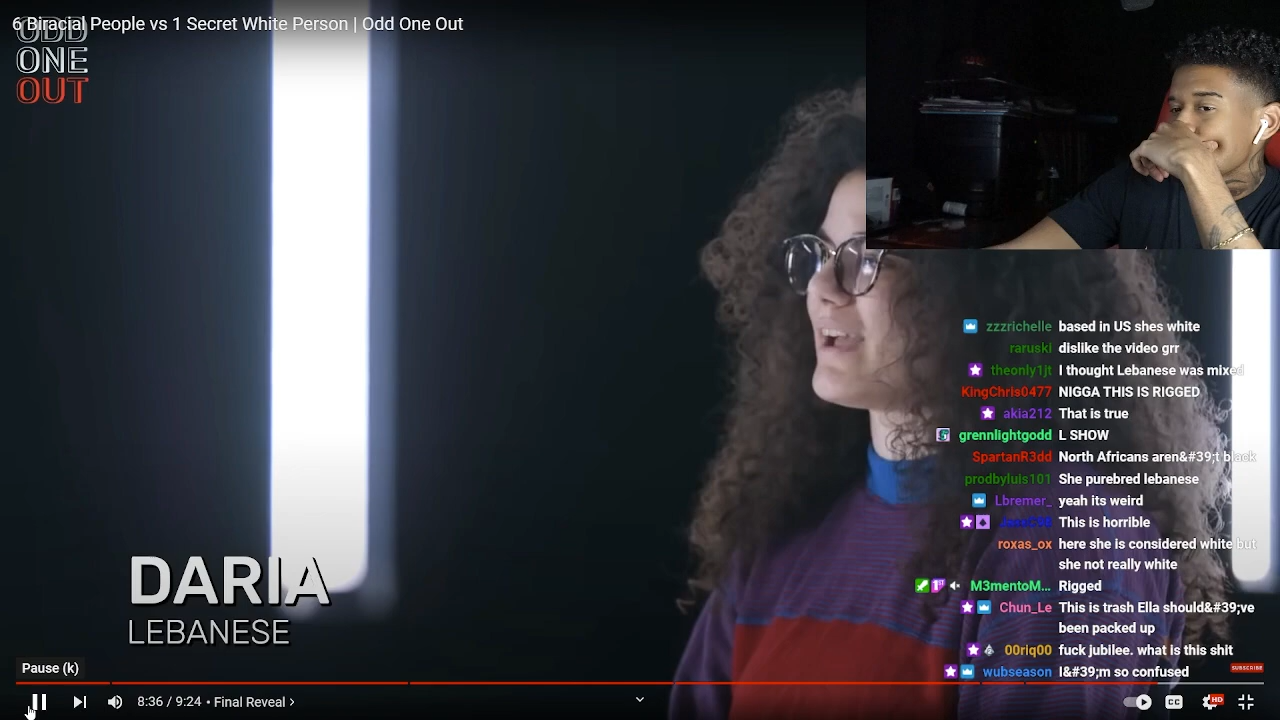 6 Biracial People vs 1 Secret White Person | Odd One Out
ODD
ONE
OUT
zzzrichelle based in US shes white
raruski dislike the video grr
theonly1jt I thought Lebanese was mixed
KingChris0477 NIGGA THIS IS RIGGED
akia212 That is true
grennlightgodd L SHOW
SpartanR3dd North Africans aren&#39;t black
prodbyluis101 She purebred lebanese
Lbremer_ yeah its weird
This is horrible
roxas_ox here she is considered white but
she not really white
M3mentoM... Rigged
Chun_Le This is trash Ella should&#39;ve
been packed up
00riq00 fuck jubilee. what is this shit
wubseason I&#39;m so confused
DARIA
LEBANESE
Pause (k)
SUBSCRIBE
8:36 / 9:24 • Final Reveal
CC
HD